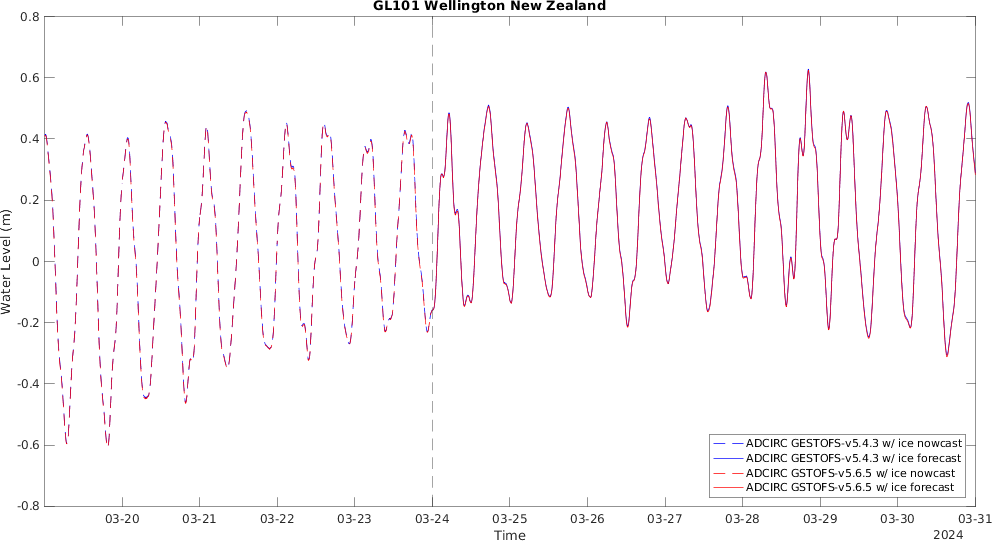 GL101 Wellington New Zealand
0.8
0.6
0.4
0.2
0
-0.2
-0.4
-0.6
-0.8
Water Level (m)
ADCIRC GESTOFS-v5.4.3 w/ ice nowcast
ADCIRC GESTOFS-v5.4.3 w/ ice forecast
ADCIRC GSTOFS-v5.6.5 w/ ice nowcast
ADCIRC GSTOFS-v5.6.5 w/ ice forecast
03-20 03-21 03-22 03-23 03-24 03-25 03-26 03-27 03-28 03-29 03-30 03-31
Time
2024